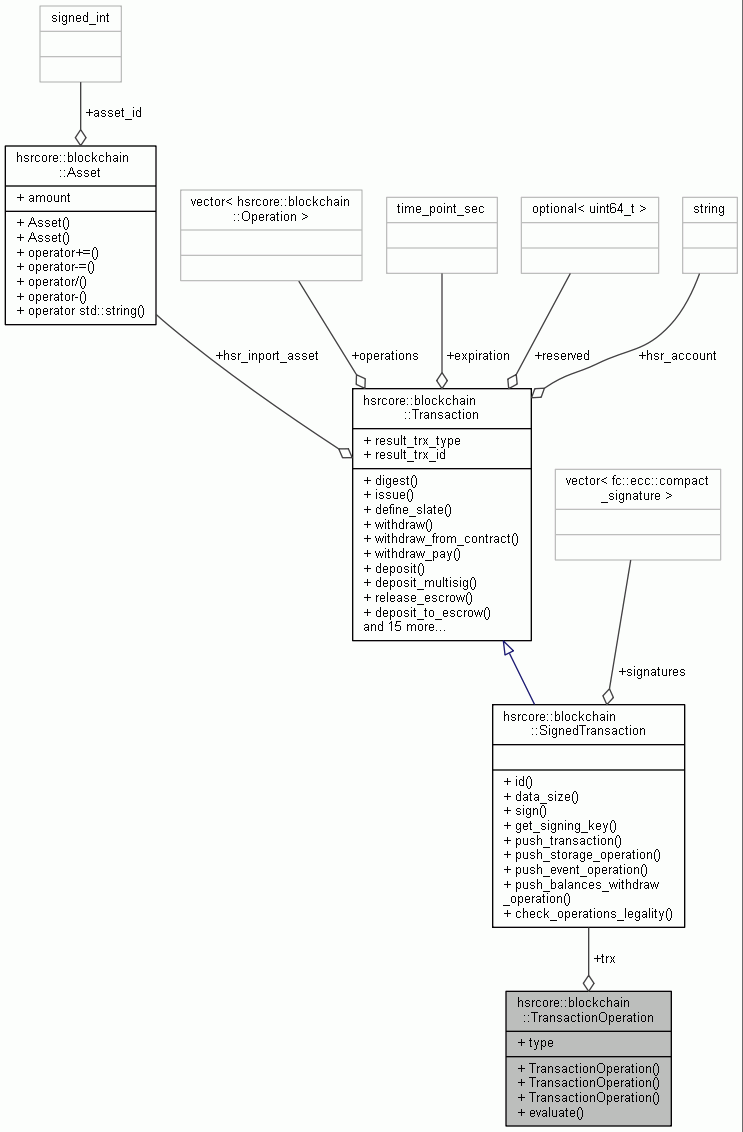 signed_int
+asset_id
hsrcore::blockchain
::Asset
+ amount
+ Asset()
+ Asset()
+ operator+=()
+ operator-=()
+ operator/()
+ operator-()
+ operator std::string()
vector< hsrcore::blockchain
::Operation >
time_point_sec
optional< uint64_t >
string
+hsr_inport_asset
+operations
+expiration
+reserved
+hsr_account
hsrcore::blockchain
::Transaction
+ result_trx_type
+ result_trx_id
+ digest()
+ issue()
+ define_slate()
+ withdraw()
+ withdraw_from_contract()
+ withdraw_pay()
+ deposit()
+ deposit_multisig()
+ release_escrow()
+ deposit_to_escrow()
and 15 more...
vector< fc::ecc::compact
_signature >
+signatures
hsrcore::blockchain
::SignedTransaction
+ id()
+ data_size()
+ sign()
+ get_signing_key()
+ push_transaction()
+ push_storage_operation()
+ push_event_operation()
+ push_balances_withdraw
_operation()
+ check_operations_legality()
+trx
hsrcore::blockchain
::TransactionOperation
+ type
+ TransactionOperation()
+ TransactionOperation()
+ TransactionOperation()
+ evaluate()